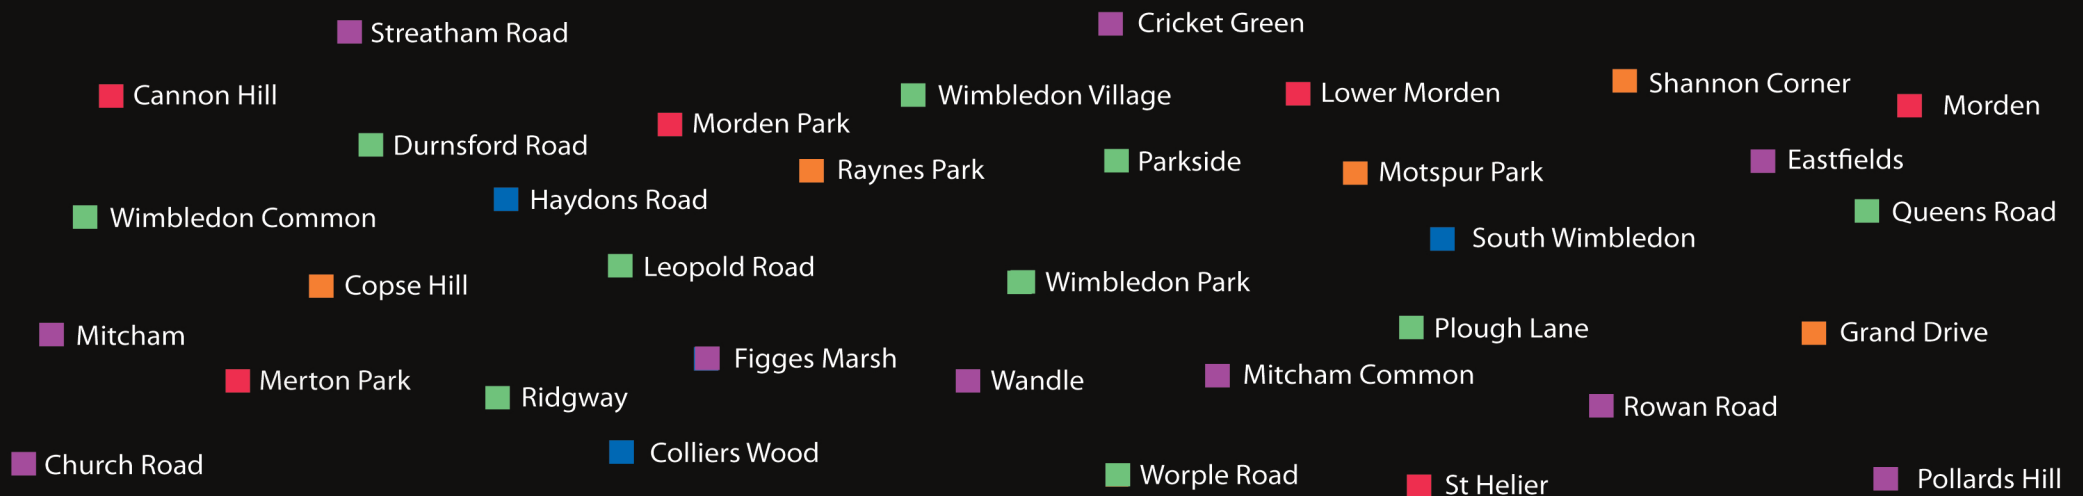 Streatham Road
Cricket Green
Cannon Hill
Wimbledon Village
Lower Morden
Shannon Corner
Morden
Morden Park
Durnsford Road
Raynes Park
Parkside
Motspur Park
Eastfields
Haydons Road
Wimbledon Common
Queens Road
South Wimbledon
Leopold Road
Copse Hill
Wimbledon Park
Mitcham
Plough Lane
Grand Drive
Figges Marsh
Merton Park
Wandle
Mitcham Common
Ridgway
Rowan Road
Colliers Wood
Church Road
Worple Road
St Helier
Pollards Hill